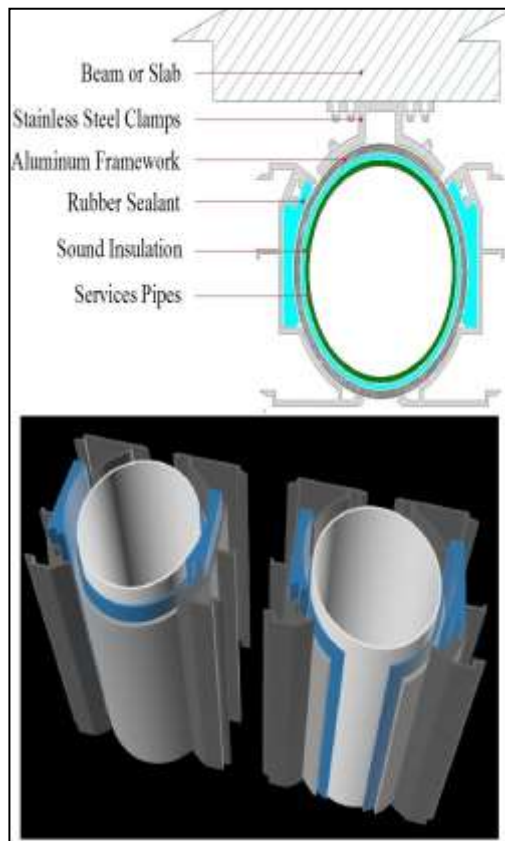 Beam or Slab
Stainless Steel Clamps
Aluminum Framework
Rubber Sealant
Sound Insulation
Services Pipes